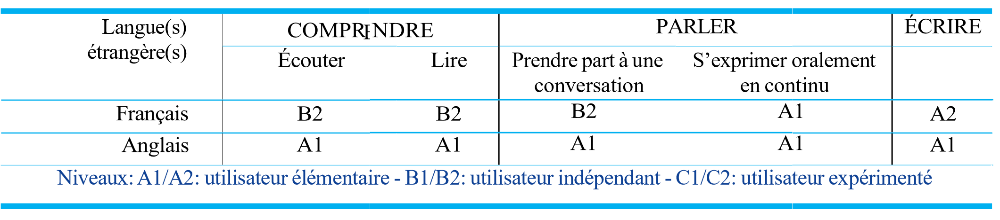 Langue(s) étrangère(s)
COMPRENDRE
PARLER
ÉCRIRE
Écouter
Lire
Prendre part à une conversation
S’exprimer oralement en continu
Français B2 B2 B2 A1 A2
Anglais A1 A1 A1 A1 A1
Niveaux: A1/A2: utilisateur élémentaire - B1/B2: utilisateur indépendant - C1/C2: utilisateur expérimenté